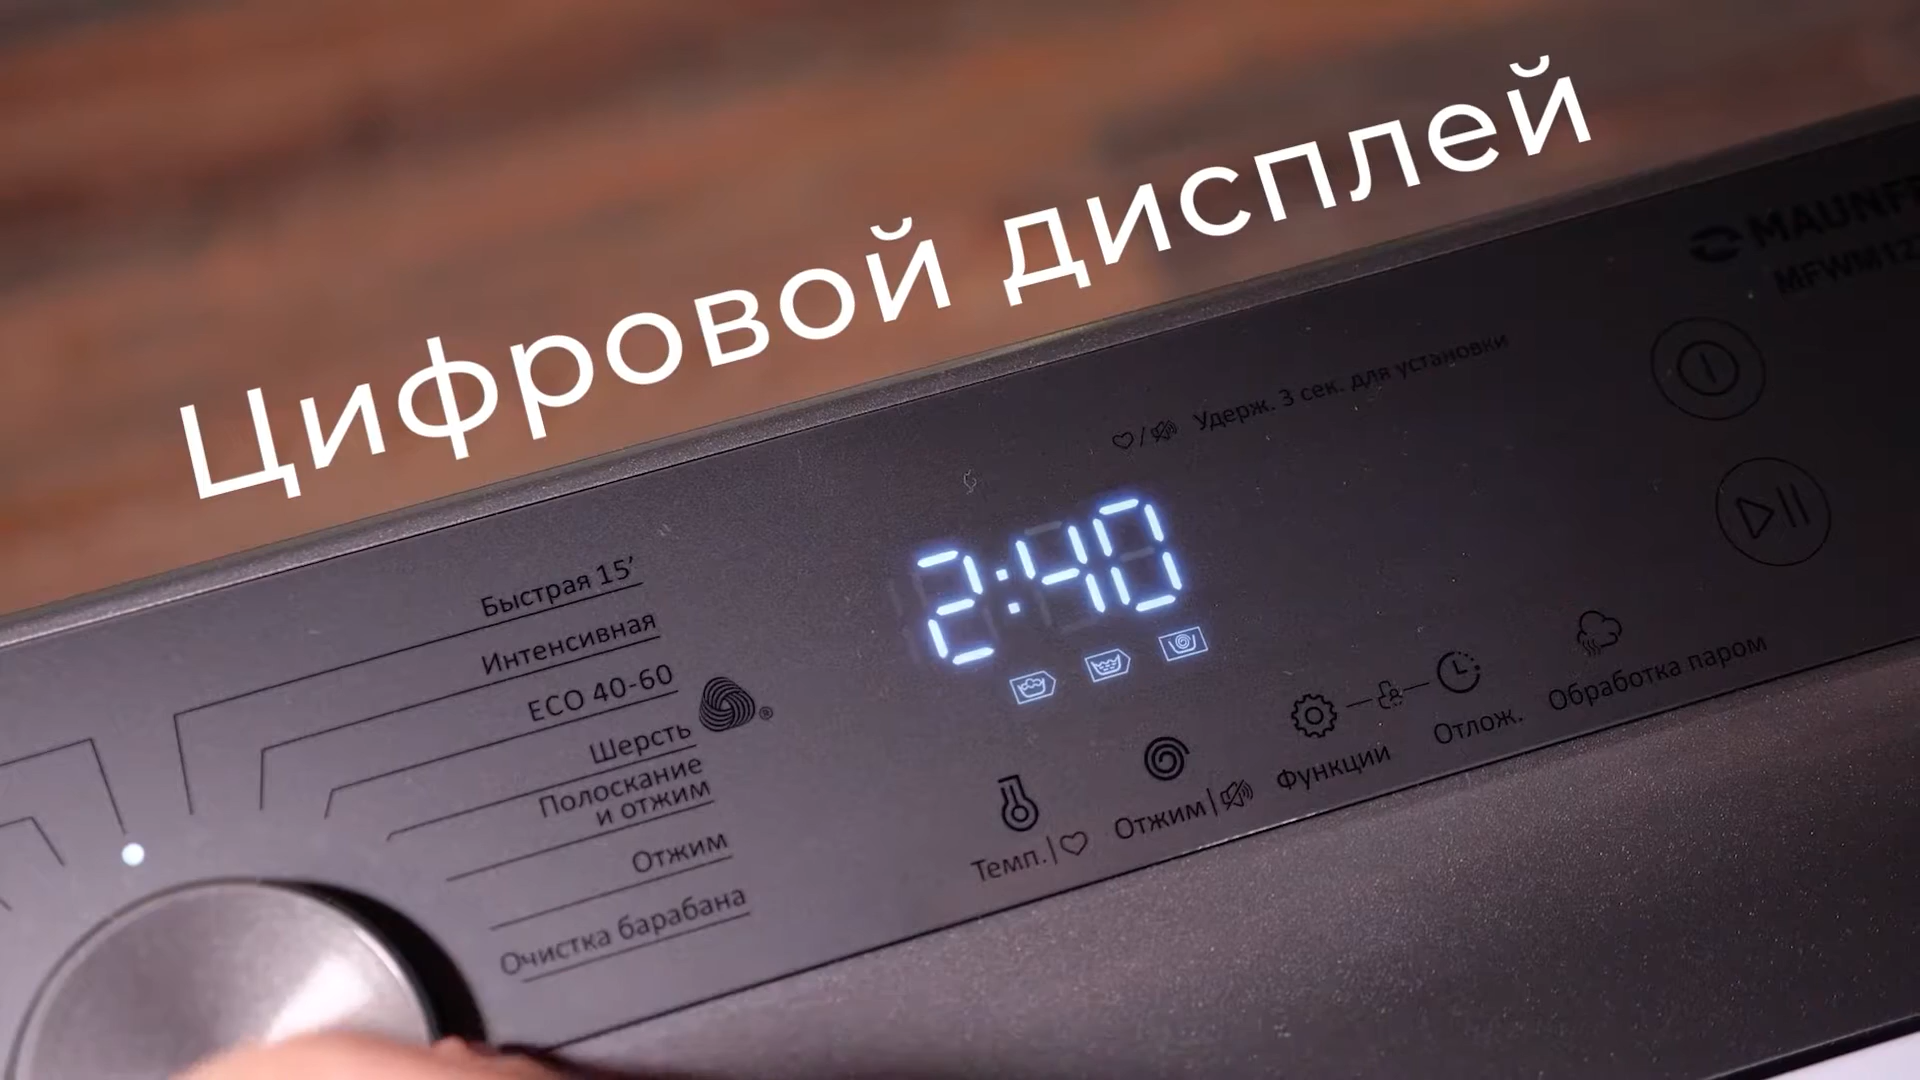 Цифровой дисплей
Удерж. 3 сек. для установки
Быстрая 15'
Интенсивная
ECO 40-60
Шерсть
®
Полоскание
и отжим
Отжим
Очистка барабана
2:40
Темп.|
Отжим|
Функции
Отлож.
Обработка паром